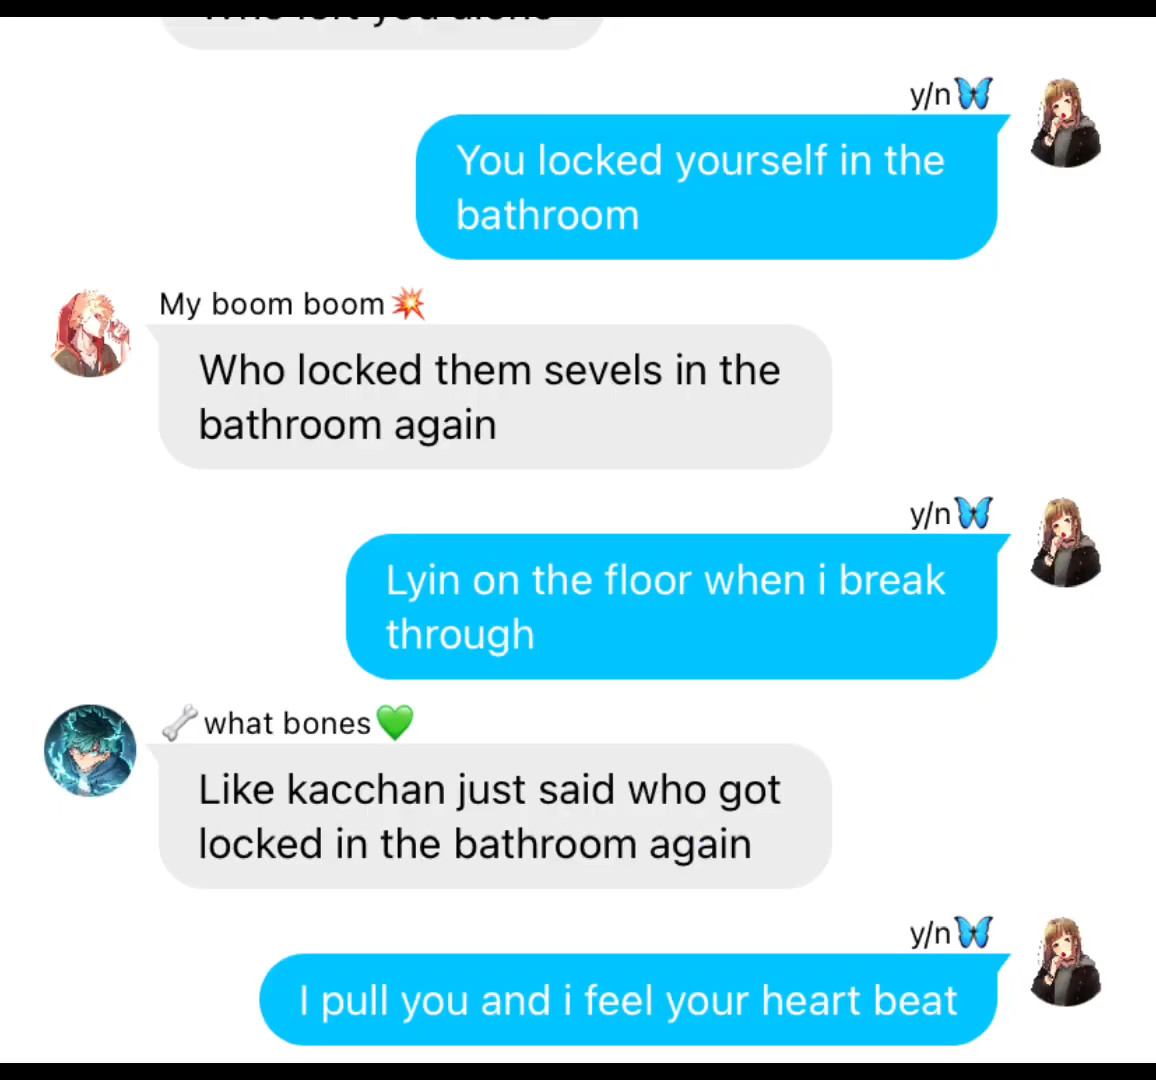 y/n🦋
You locked yourself in the
bathroom
My boom boom💥
Who locked them sevels in the
bathroom again
y/n🦋
Lyin on the floor when i break
through
🦴what bones💚
Like kacchan just said who got
locked in the bathroom again
y/n🦋
I pull you and i feel your heart beat